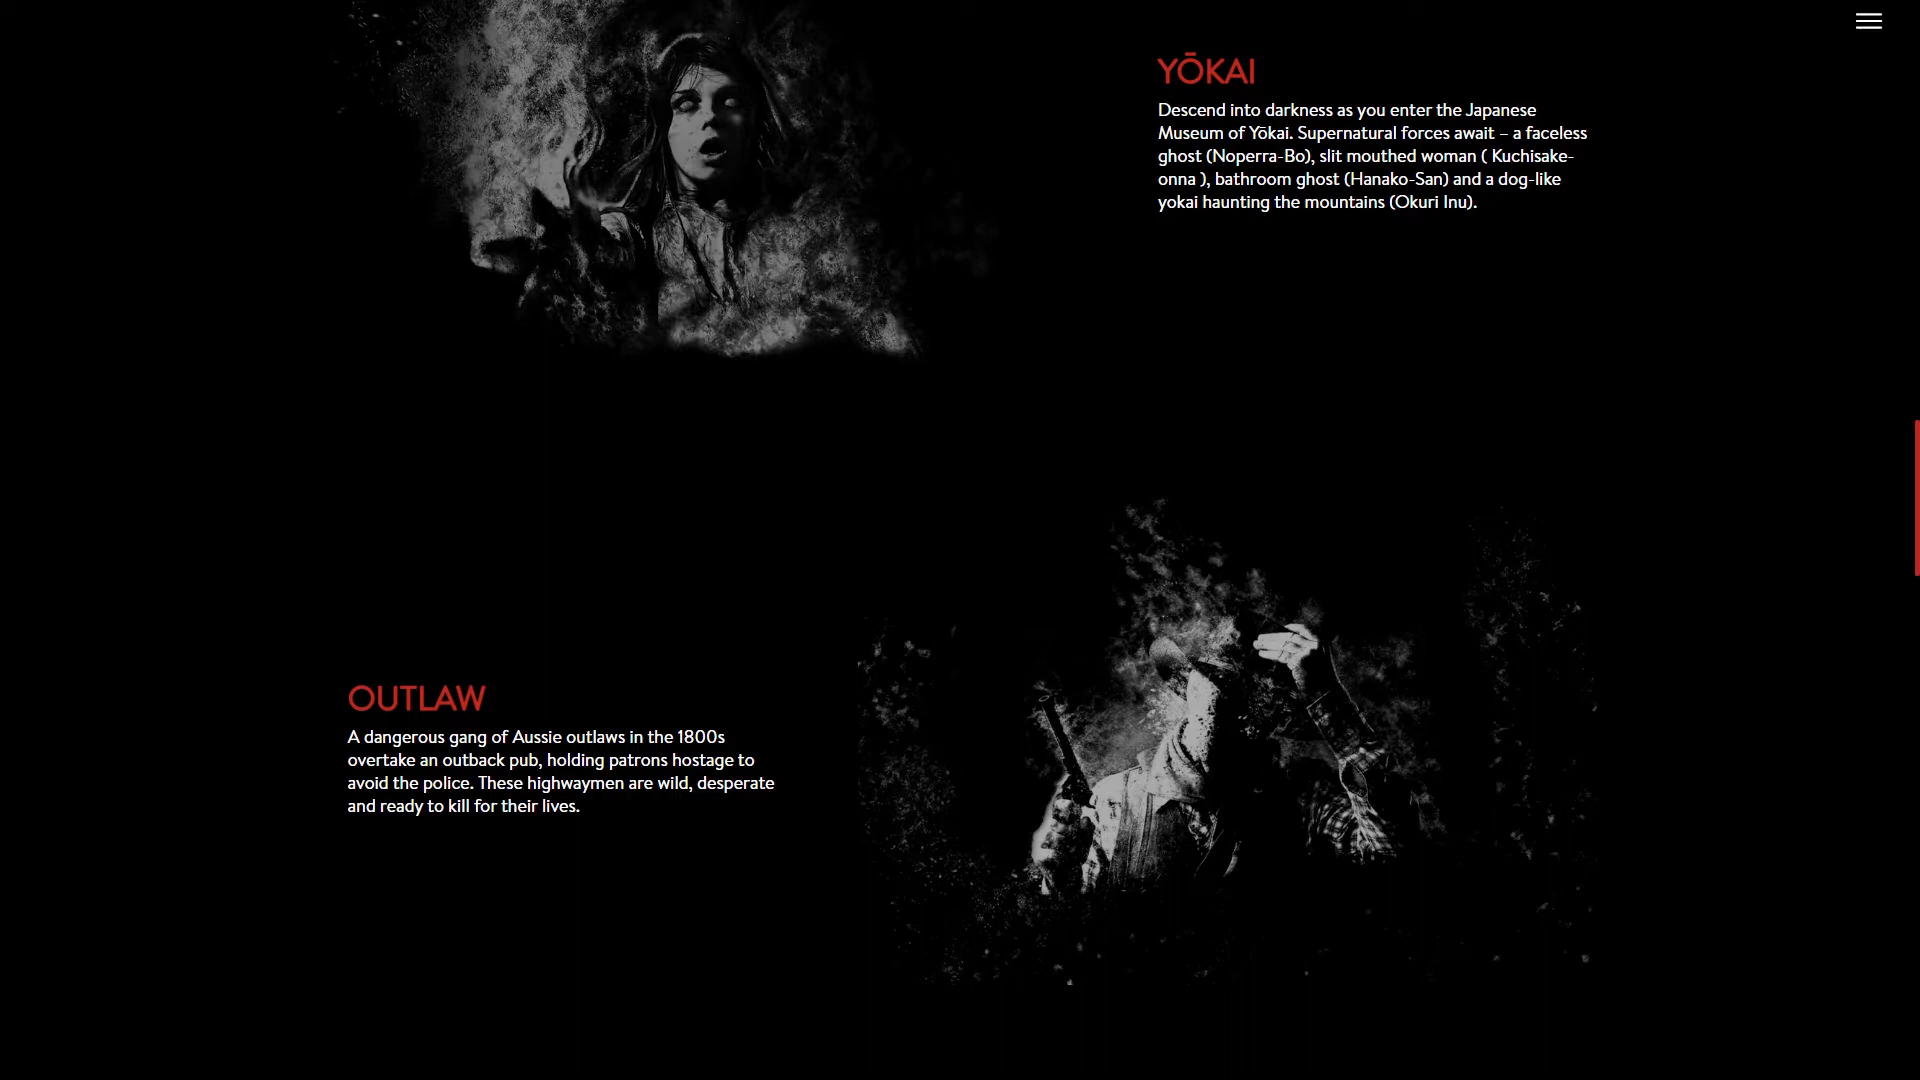 YŌKAI
Descend into darkness as you enter the Japanese
Museum of Yōkai. Supernatural forces await – a faceless
ghost (Noperra-Bo), slit mouthed woman ( Kuchisake-
onna ), bathroom ghost (Hanako-San) and a dog-like
yokai haunting the mountains (Okuri Inu).
OUTLAW
A dangerous gang of Aussie outlaws in the 1800s
overtake an outback pub, holding patrons hostage to
avoid the police. These highwaymen are wild, desperate
and ready to kill for their lives.